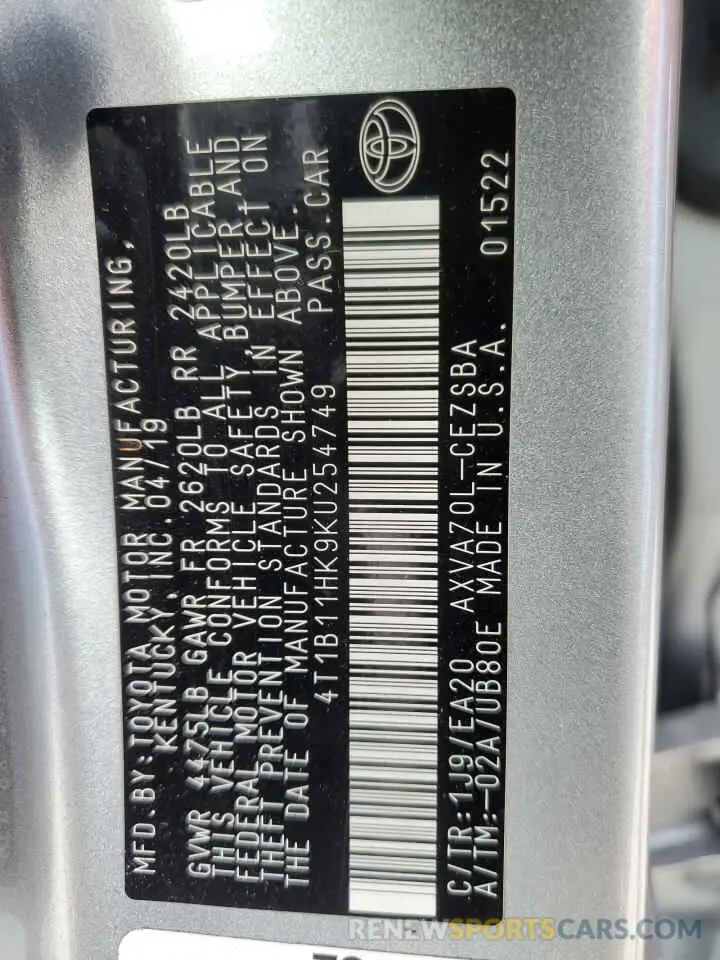 MFD.BY:TOYOTA MOTOR MANUFACTURING,
KENTUCKY,INC.04/19
GVWR 4475LB GAWR FR 2620LB RR 2420LB
THIS VEHICLE CONFORMS TO ALL APPLICABLE
FEDERAL MOTOR VEHICLE SAFETY, BUMPER AND
THEFT PREVENTION STANDARDS IN EFFECT ON
THE DATE OF MANUFACTURE SHOWN ABOVE.
4T1B11HK9KU254749 PASS.CAR
C/TR:1J9/EA20 AXVA70L-CEZSBA
A/TM:-02A/UB80E MADE IN U.S.A. 01522
RENEWSPORTSCARS.COM